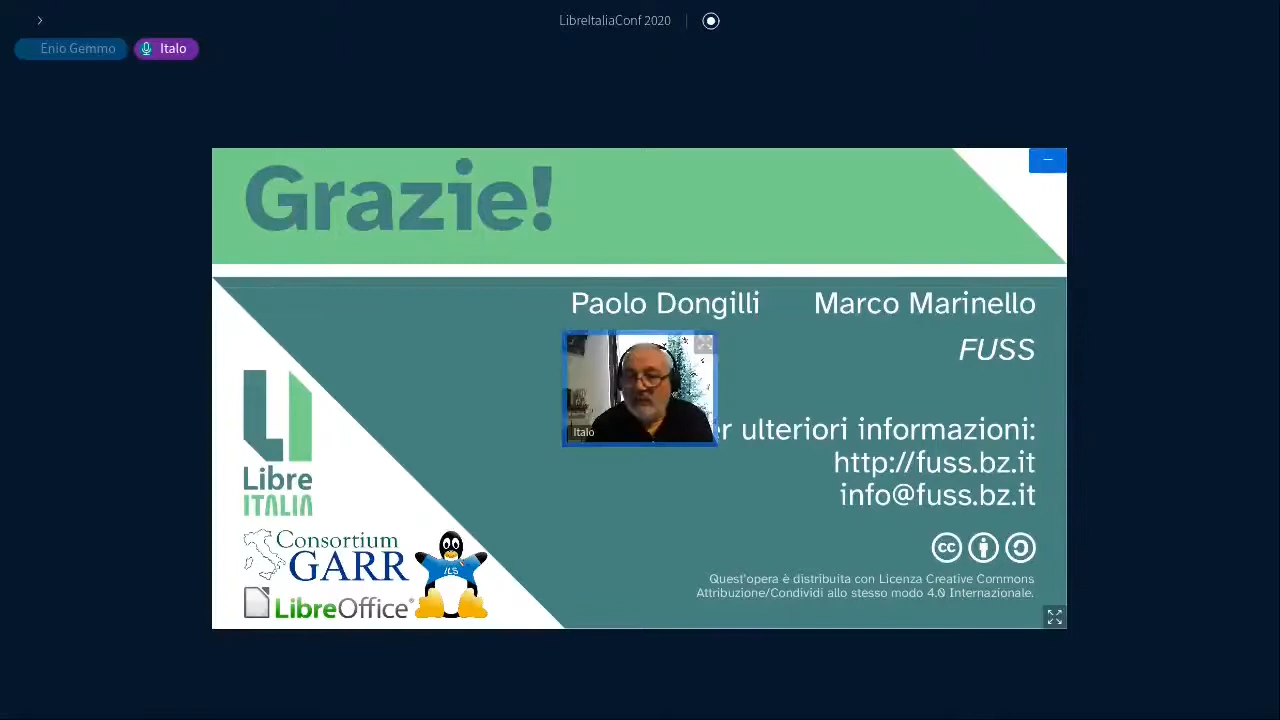 LibreItaliaConf 2020
Enio Gemmo
Italo
Grazie!
Paolo Dongilli Marco Marinello
FUSS
Italo
ulteriori informazioni:
http://fuss.bz.it
info@fuss.bz.it
Libre
ITALIA
Consortium
GARR
ILS
LibreOffice
cc
Quest'opera è distribuita con Licenza Creative Commons
Attribuzione/Condividi allo stesso modo 4.0 Internazionale.